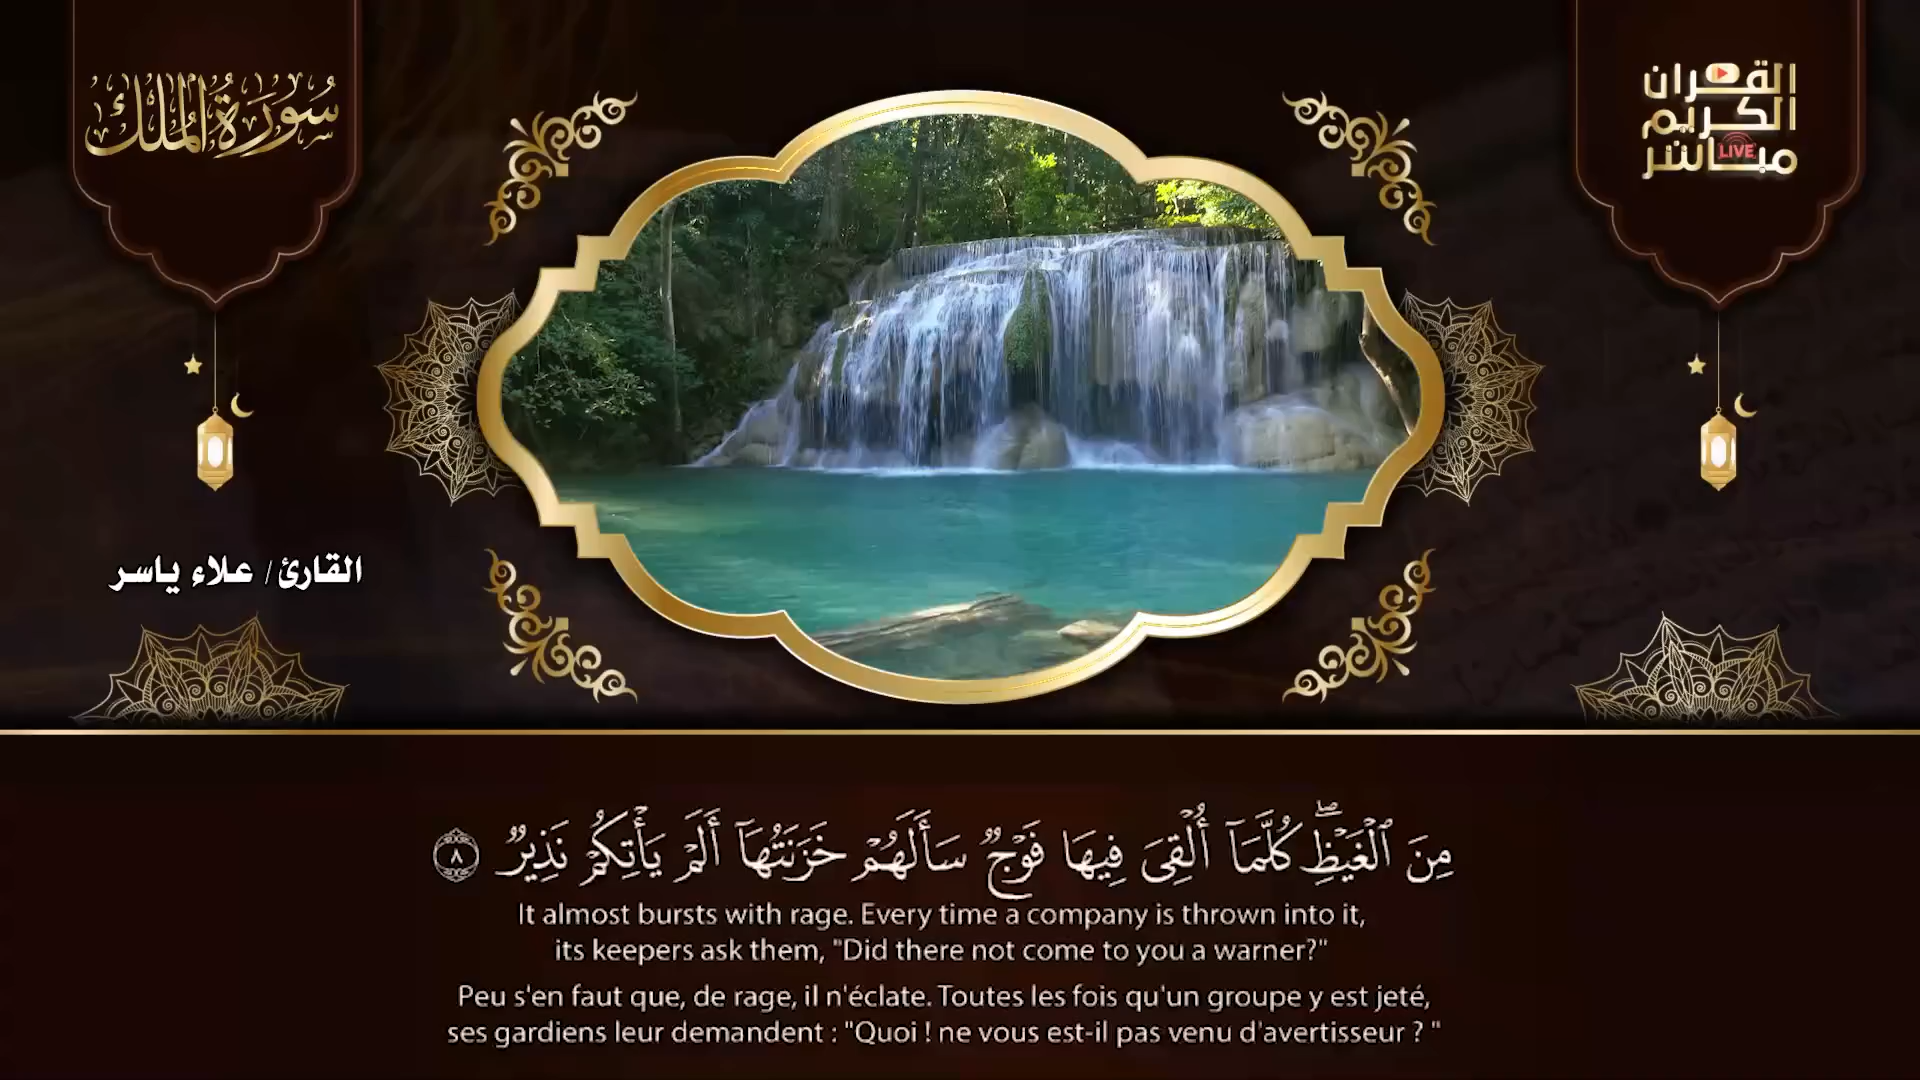 سُورَةُ المُلك
القرآن
الكريم
مباشر
LIVE
القارئ / علاء ياسر
مِنَ ٱلْغَيْظِۖ كُلَّمَآ أُلْقِىَ فِيهَا فَوْجٌ سَأَلَهُمْ خَزَنَتُهَآ أَلَمْ يَأْتِكُمْ نَذِيرٌ ٨
It almost bursts with rage. Every time a company is thrown into it,
its keepers ask them, "Did there not come to you a warner?"
Peu s'en faut que, de rage, il n'éclate. Toutes les fois qu'un groupe y est jeté,
ses gardiens leur demandent : "Quoi ! ne vous est-il pas venu d'avertisseur ? "